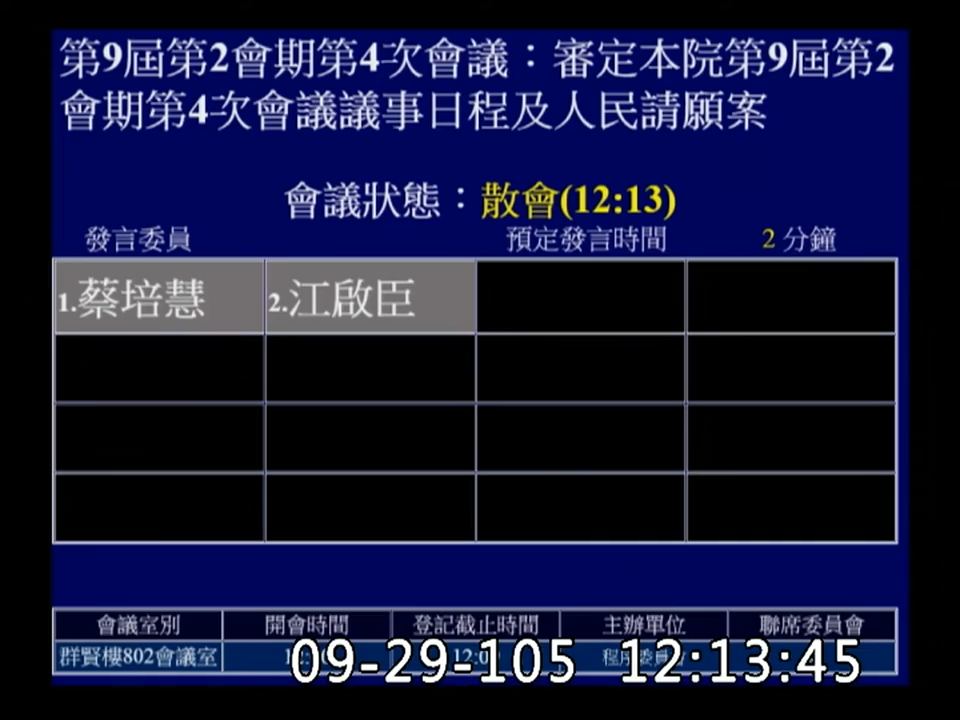 第9屆第2會期第4次會議：審定本院第9屆第2
會期第4次會議議事日程及人民請願案
會議狀態：散會(12:13)
發言委員 預定發言時間 2 分鐘
1.蔡培慧 2.江啟臣
會議室別 開會時間 登記截止時間 主辦單位 聯席委員會
群賢樓802會議室
09-29-105 12:13:45